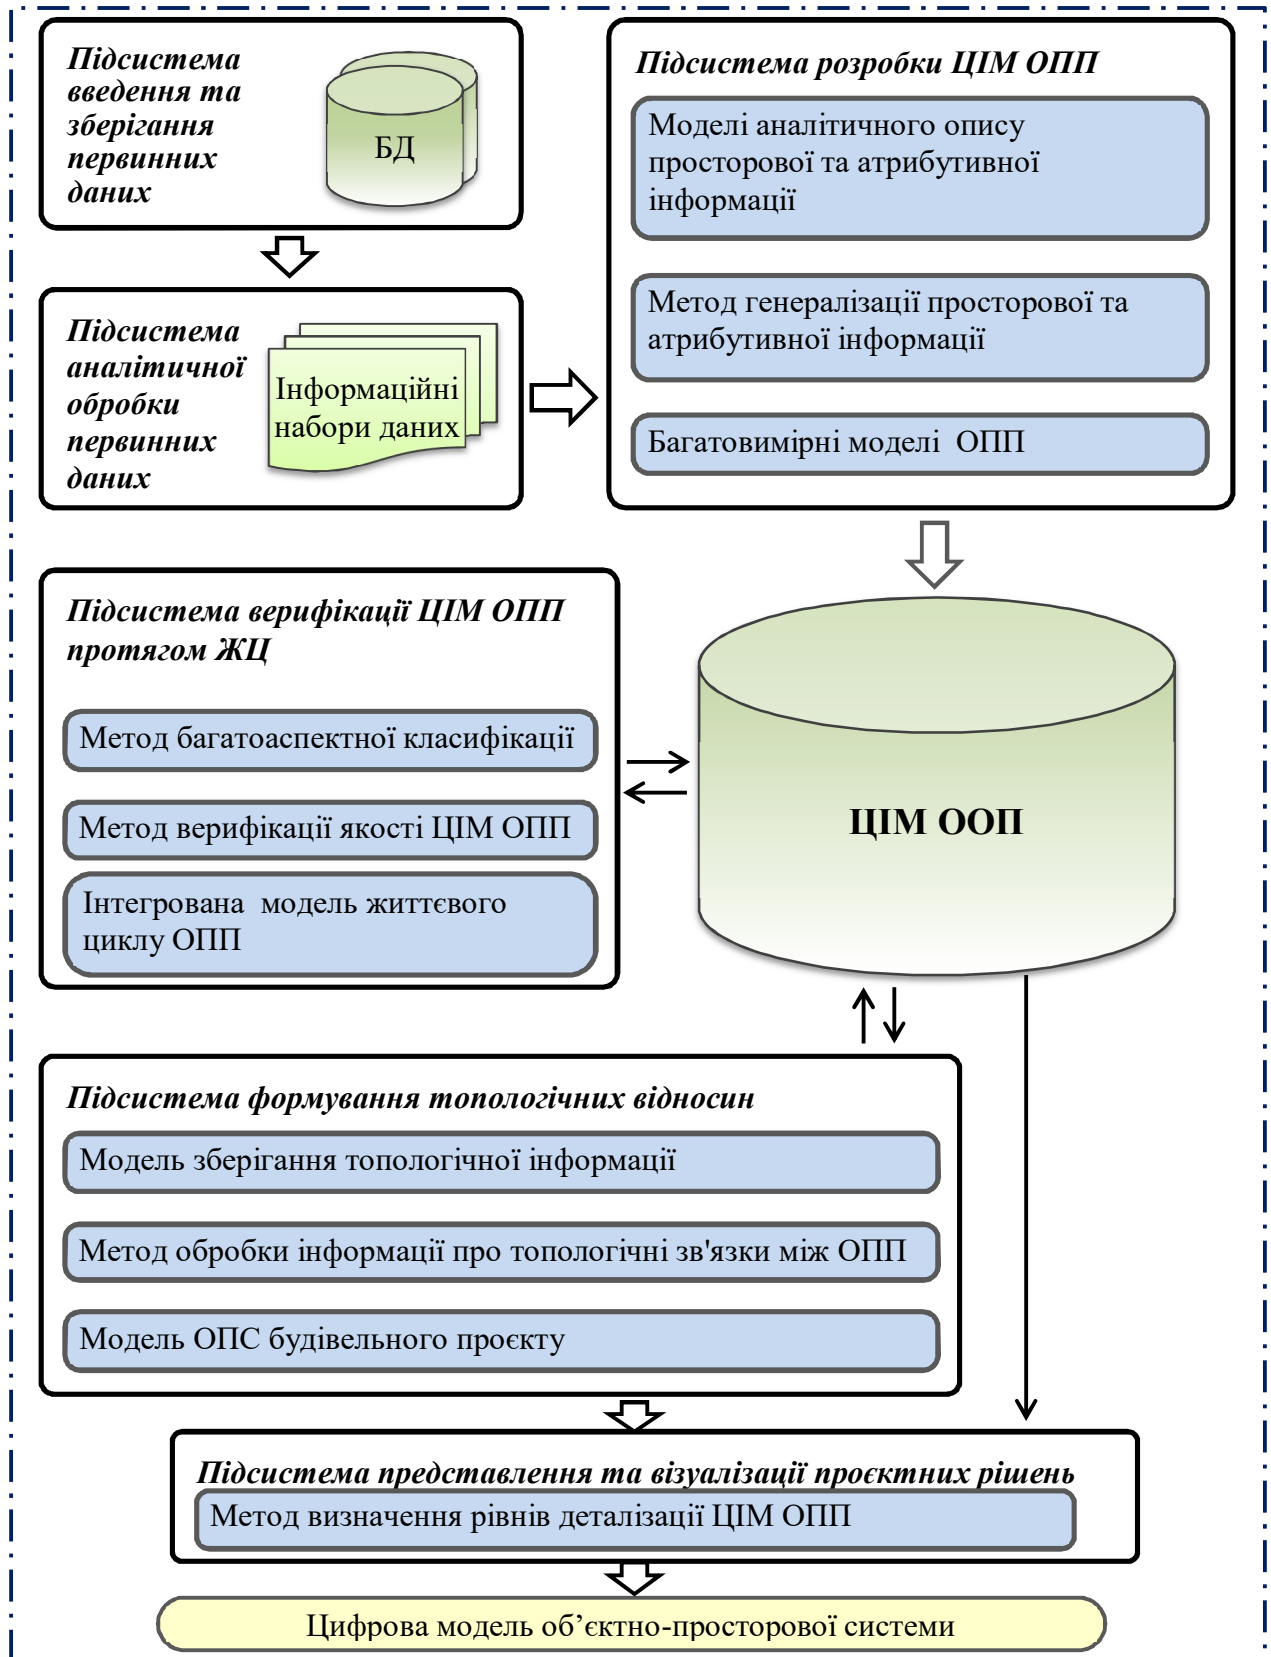 Підсистема
введення та
зберігання
первинних
даних
БД
Підсистема
аналітичної
обробки
первинних
даних
Інформаційні
набори даних
Підсистема розробки ЦІМ ОПП
Моделі аналітичного опису
просторової та атрибутивної
інформації
Метод генералізації просторової та
атрибутивної інформації
Багатовимірні моделі ОПП
Підсистема верифікації ЦІМ ОПП
протягом ЖЦ
Метод багатоаспектної класифікації
Метод верифікації якості ЦІМ ОПП
Інтегрована модель життєвого
циклу ОПП
ЦІМ ООП
Підсистема формування топологічних відносин
Модель зберігання топологічної інформації
Метод обробки інформації про топологічні зв'язки між ОПП
Модель ОПС будівельного проєкту
Підсистема представлення та візуалізації проєктних рішень
Метод визначення рівнів деталізації ЦІМ ОПП
Цифрова модель об’єктно-просторової системи